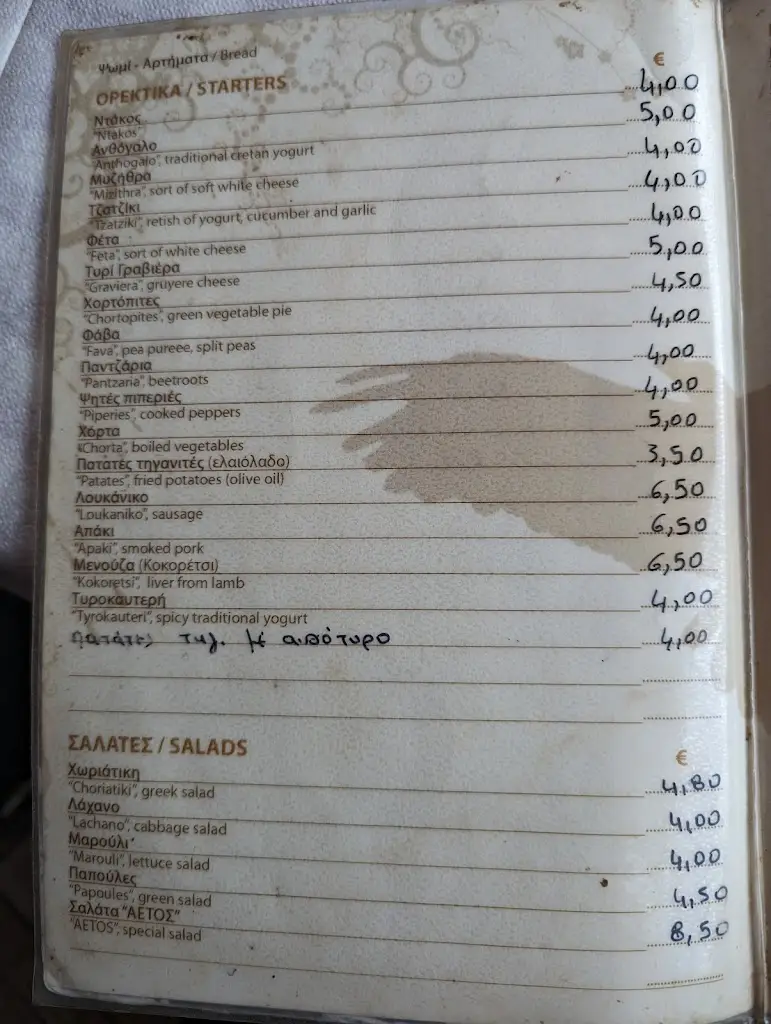 Ψωμί - Αρτήματα / Bread
ΟΡΕΚΤΙΚΑ / STARTERS €
Ντάκος 4,00
"Ntakos"
Ανθόγαλο 5,00
"Anthogalo", traditional cretan yogurt
Μυζήθρα 4,00
"Mizithra", sort of soft white cheese
Τζατζίκι 4,00
"Tzatziki", retish of yogurt, cucumber and garlic
Φέτα 4,00
"Feta", sort of white cheese
Τυρί Γραβιέρα 5,00
"Graviera", gruyere cheese
Χορτόπιτες 4,50
"Chortopites", green vegetable pie
Φάβα 4,00
"Fava", pea pureee, split peas
Παντζάρια 4,00
"Pantzaria", beetroots
Ψητές πιπεριές 4,00
"Piperies", cooked peppers
Χόρτα 5,00
"Chorta", boiled vegetables
Πατάτες τηγανιτές (ελαιόλαδο) 3,50
"Patates", fried potatoes (olive oil)
Λουκάνικο 6,50
"Loukaniko", sausage
Απάκι 6,50
"Apaki", smoked pork
Μενούζα (Κοκορέτσι) 6,50
"Kokoretsi", liver from lamb
Τυροκαυτερή 4,00
"Tyrokauteri", spicy traditional yogurt
Πατάτες τηγ. με ανθότυρο 4,00
ΣΑΛΑΤΕΣ / SALADS €
Χωριάτικη 4,80
"Choriatiki", greek salad
Λάχανο 4,00
"Lachano", cabbage salad
Μαρούλι 4,00
"Marouli", lettuce salad
Παπούλες 4,50
"Papoules", green salad
Σαλάτα "ΑΕΤΟΣ" 8,50
"AETOS", special salad